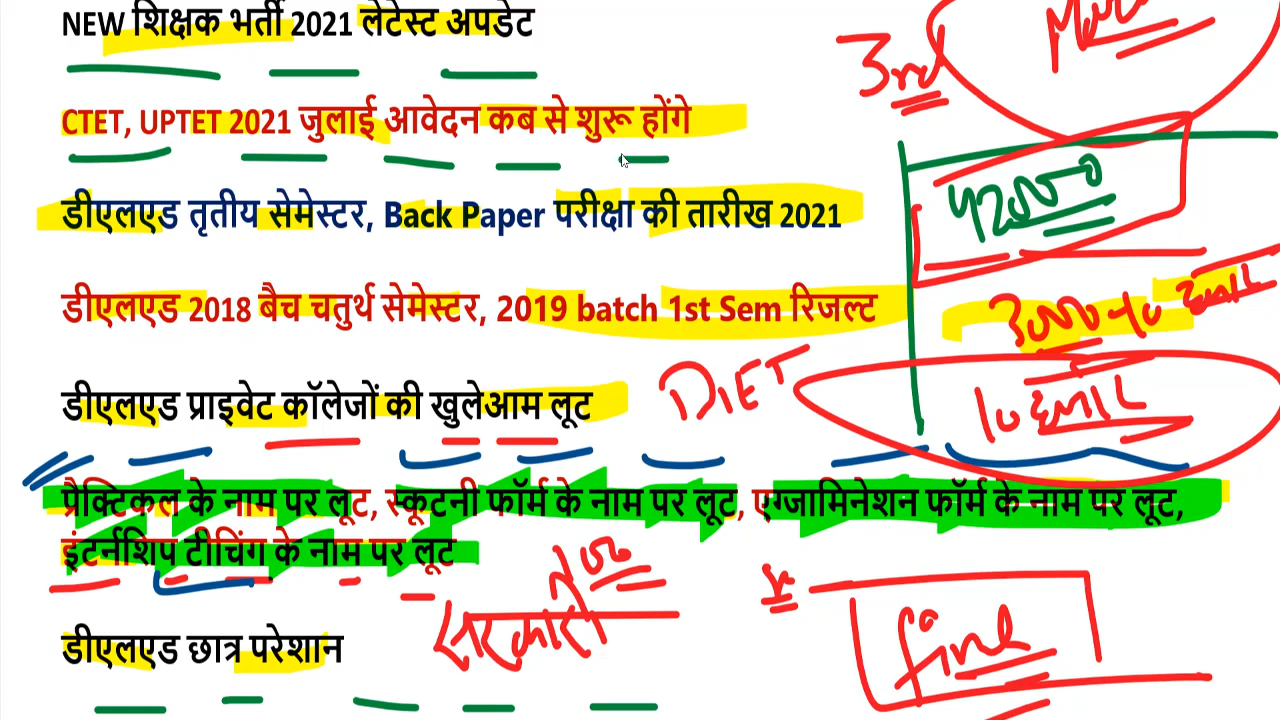 NEW शिक्षक भर्ती 2021 लेटेस्ट अपडेट
3rd
CTET, UPTET 2021 जुलाई आवेदन कब से शुरू होंगे
42000
डीएलएड तृतीय सेमेस्टर, Back Paper परीक्षा की तारीख 2021
डीएलएड 2018 बैच चतुर्थ सेमेस्टर, 2019 batch 1st Sem रिजल्ट
डीएलएड प्राइवेट कॉलेजों की खुलेआम लूट
DIET
प्रैक्टिकल के नाम पर लूट, स्कूटनी फॉर्म के नाम पर लूट, एग्जामिनेशन फॉर्म के नाम पर लूट,
इंटर्नशिप टीचिंग के नाम पर लूट
सरकारी
डीएलएड छात्र परेशान